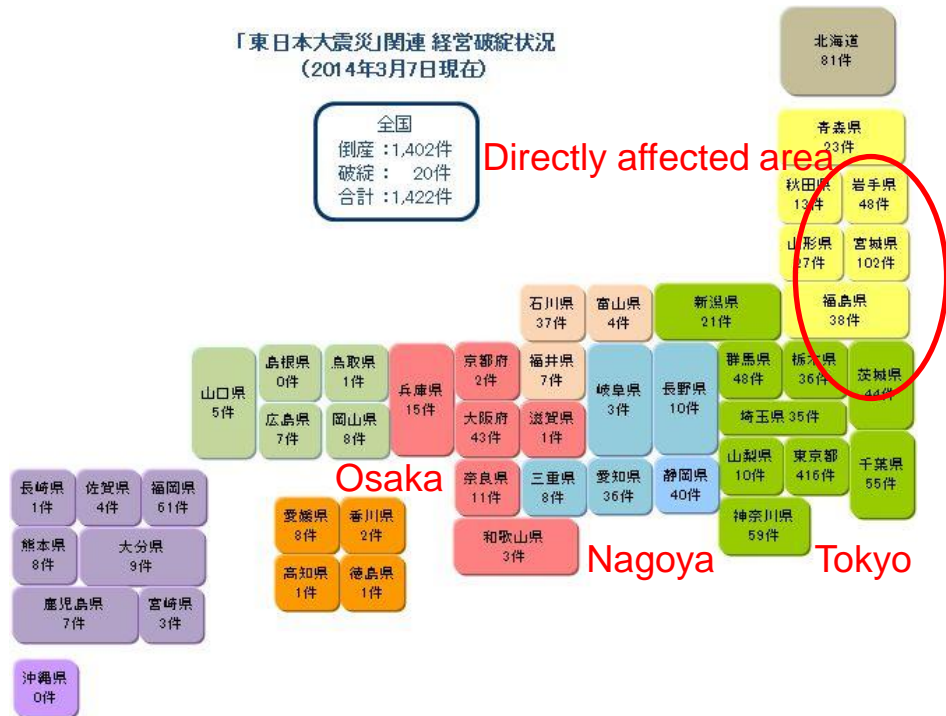 「東日本大震災」関連 経営破綻状況
(2014年3月7日現在)
全国
倒産:1,402件
破綻: 20件
合計:1,422件
Directly affected area
北海道
81件
青森県
23件
秋田県
13件
岩手県
48件
山形県
27件
宮城県
102件
福島県
38件
石川県
37件
富山県
4件
新潟県
21件
山口県
5件
島根県
0件
鳥取県
1件
兵庫県
15件
京都府
2件
福井県
7件
岐阜県
3件
長野県
10件
群馬県
48件
栃木県
36件
茨城県
44件
広島県
7件
岡山県
8件
大阪府
43件
滋賀県
1件
埼玉県 35件
Osaka
奈良県
11件
三重県
8件
愛知県
36件
静岡県
40件
山梨県
10件
東京都
416件
千葉県
55件
長崎県
1件
佐賀県
4件
福岡県
61件
愛媛県
8件
香川県
2件
和歌山県
3件
神奈川県
59件
Nagoya
Tokyo
熊本県
8件
大分県
9件
高知県
1件
徳島県
1件
鹿児島県
7件
宮崎県
3件
沖縄県
0件